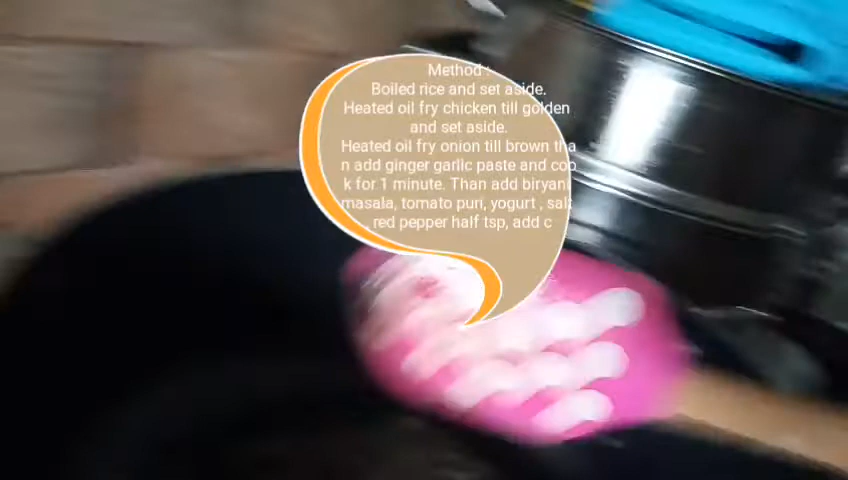 Method :
Boiled rice and set aside.
Heated oil fry chicken till golden
and set aside.
Heated oil fry onion till brown tha
n add ginger garlic paste and coo
k for 1 minute. Than add biryani
masala, tomato puri, yogurt , salt
, red pepper half tsp, add c